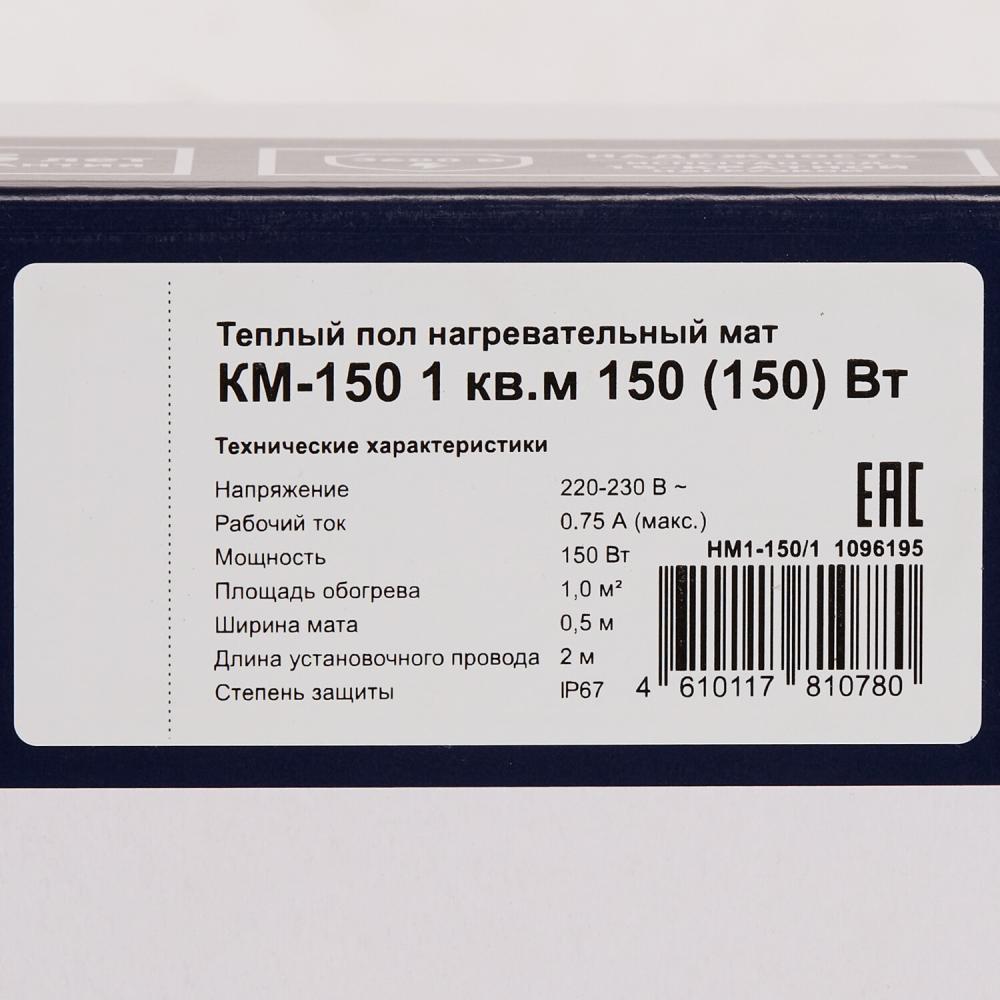 ЛЕТ
НАДЕЖНОСТЬ
Теплый пол нагревательный мат
КМ-150 1 кв.м 150 (150) Вт
Технические характеристики
Напряжение 220-230 В ~
Рабочий ток 0.75 А (макс.)
Мощность 150 Вт
Площадь обогрева 1,0 м²
Ширина мата 0,5 м
Длина установочного провода 2 м
Степень защиты IP67
EAC
НМ1-150/1 1096195
4 610117 810780